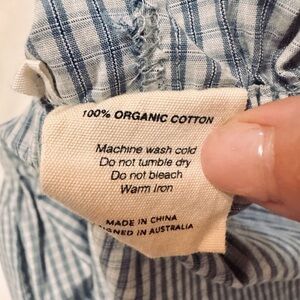 100% ORGANIC COTTON
Machine wash cold
Do not tumble dry
Do not bleach
Warm iron
MADE IN CHINA
IGNED IN AUSTRALIA